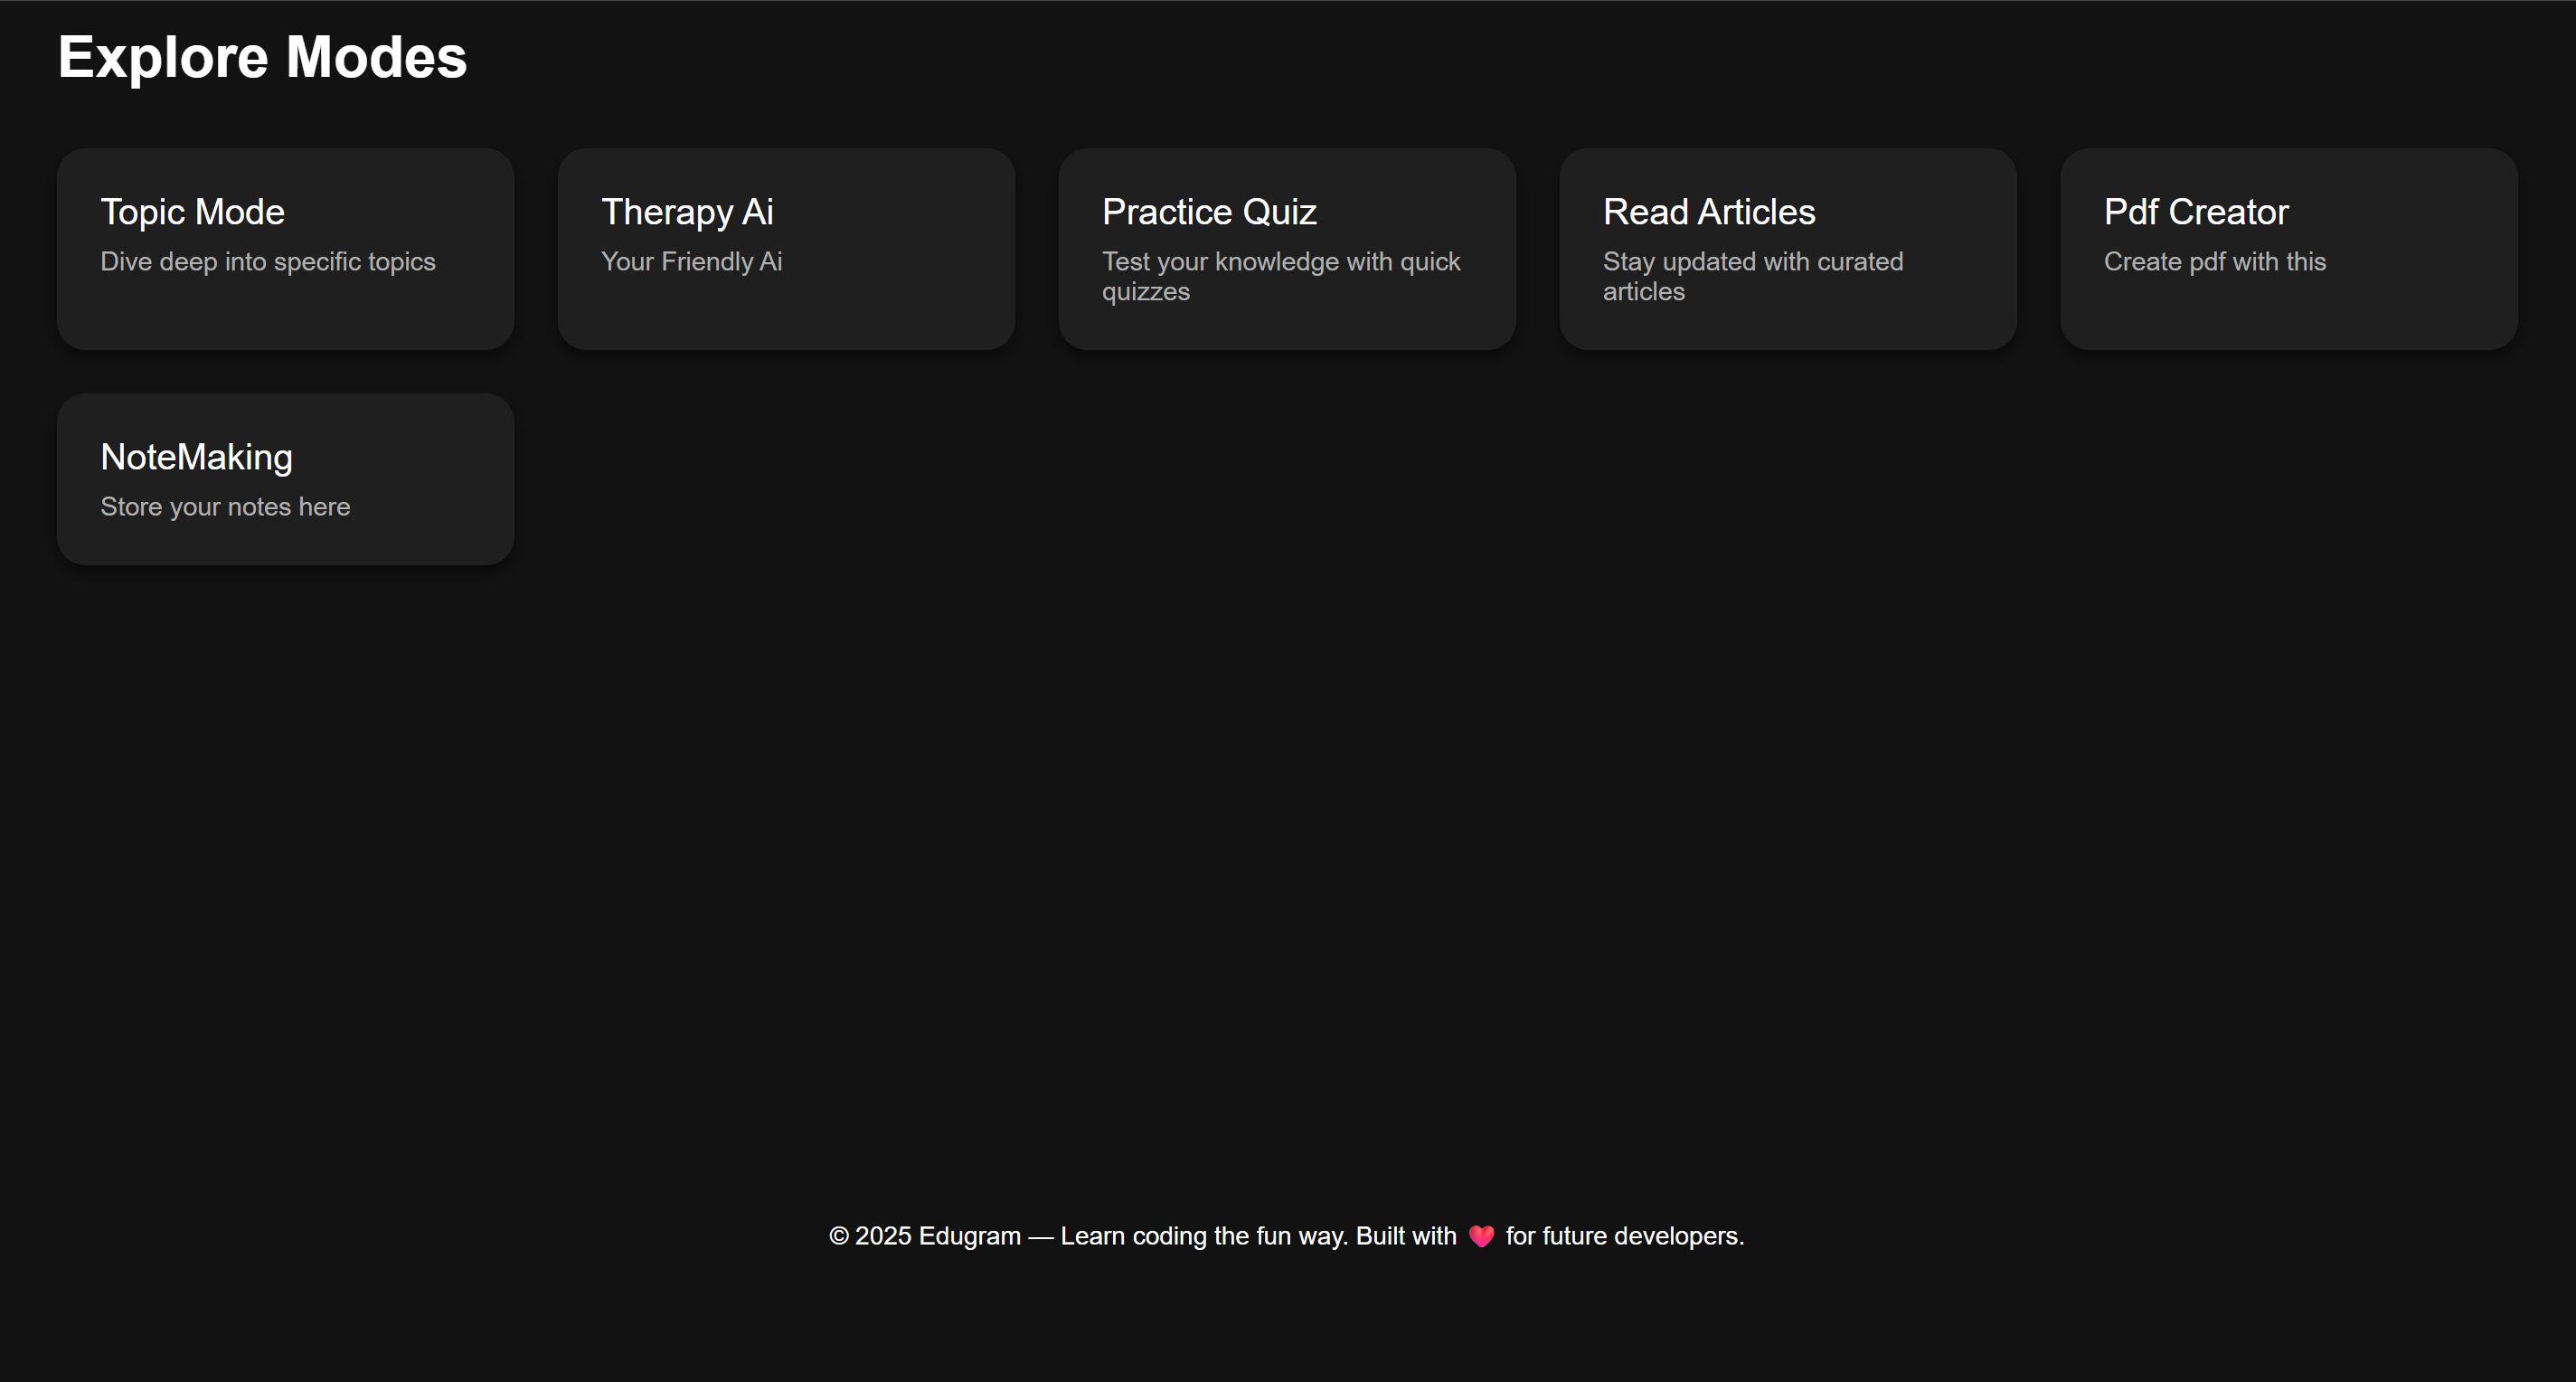 Explore Modes
Topic Mode
Dive deep into specific topics
Therapy Ai
Your Friendly Ai
Practice Quiz
Test your knowledge with quick
quizzes
Read Articles
Stay updated with curated
articles
Pdf Creator
Create pdf with this
NoteMaking
Store your notes here
© 2025 Edugram — Learn coding the fun way. Built with 💗 for future developers.